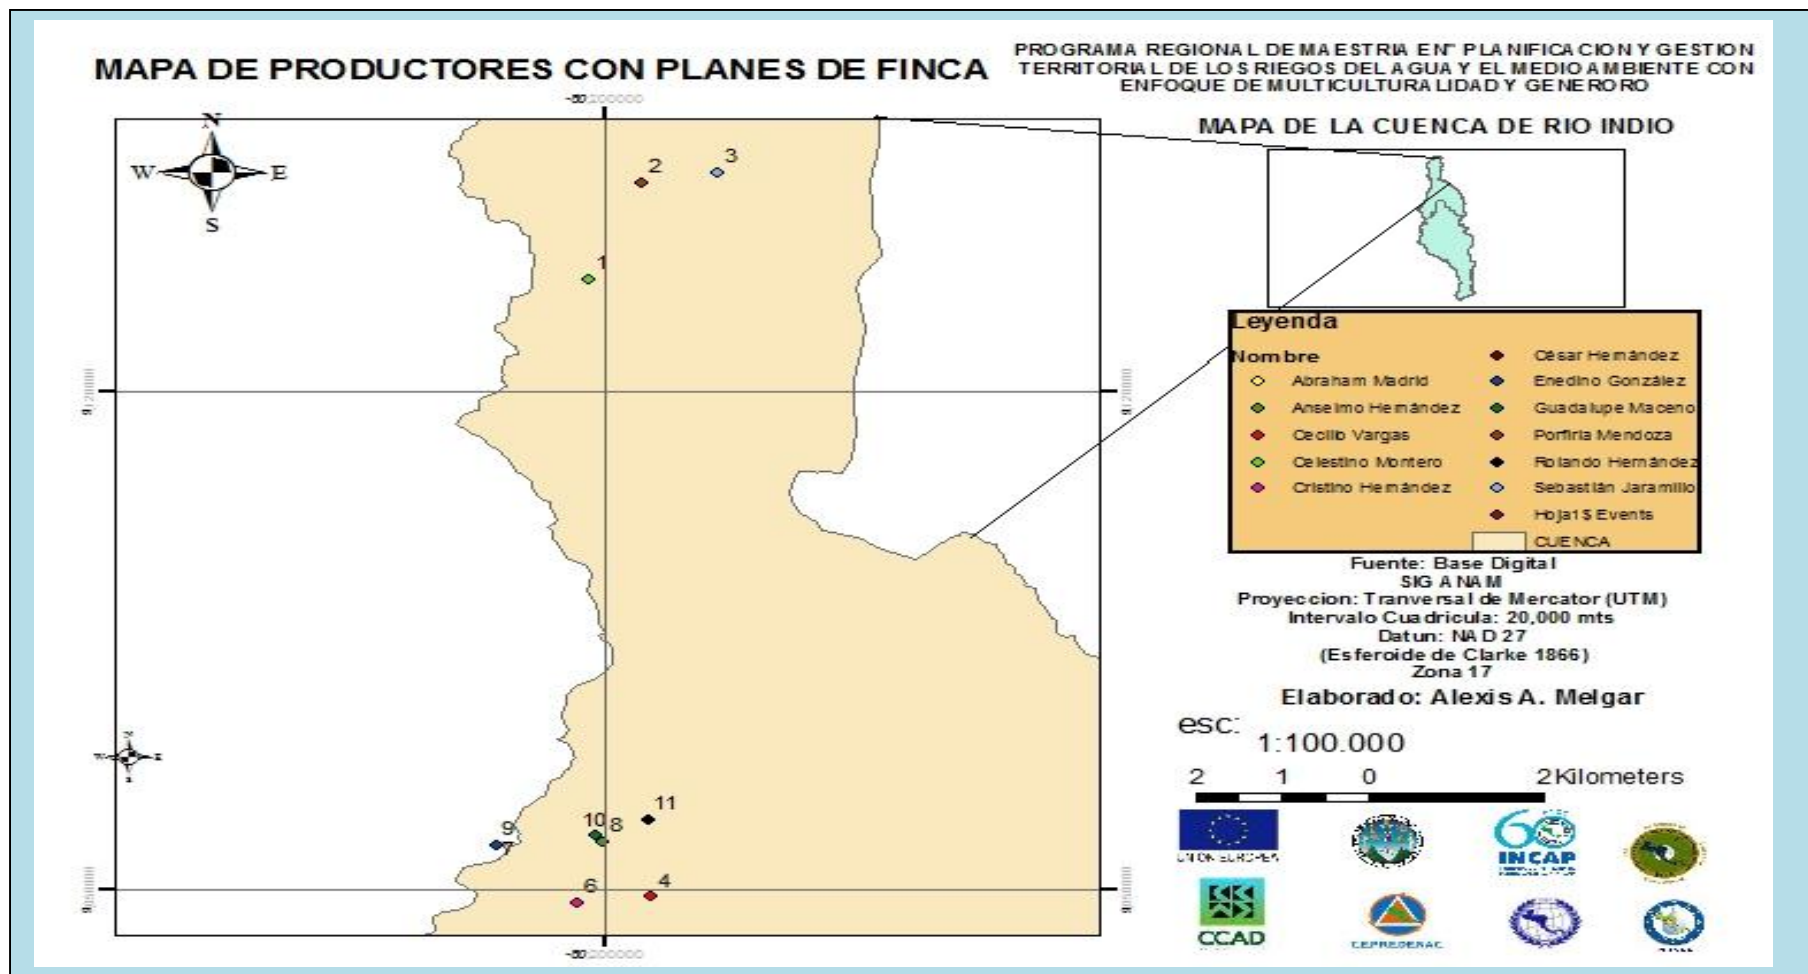 MAPA DE PRODUCTORES CON PLANES DE FINCA
PROGRAMA REGIONAL DE MAESTRIA EN" PLANIFICACION Y GESTION
TERRITORIAL DE LOS RIEGOS DEL AGUA Y EL MEDIO AMBIENTE CON
ENFOQUE DE MULTICULTURALIDAD Y GENERORO
MAPA DE LA CUENCA DE RIO INDIO
N
W
E
S
2
3
1
11
10
8
9
7
6
4
Leyenda
Nombre
Abraham Madrid
Anselmo Hernández
Cecilio Vargas
Celestino Montero
Cristino Hernández
César Hernández
Enedino González
Guadalupe Maceno
Porfiria Mendoza
Rolando Hernández
Sebastián Jaramillo
Hoja1$ Events
CUENCA
Fuente: Base Digital
SIG ANAM
Proyeccion: Tranversal de Mercator (UTM)
Intervalo Cuadricula: 20,000 mts
Datun: NAD 27
(Esferoide de Clarke 1866)
Zona 17
Elaborado: Alexis A. Melgar
esc:
1:100.000
2 1 0 2 Kilometers
UNION EUROPEA
60
INCAP
CCAD
CEPREDENAC